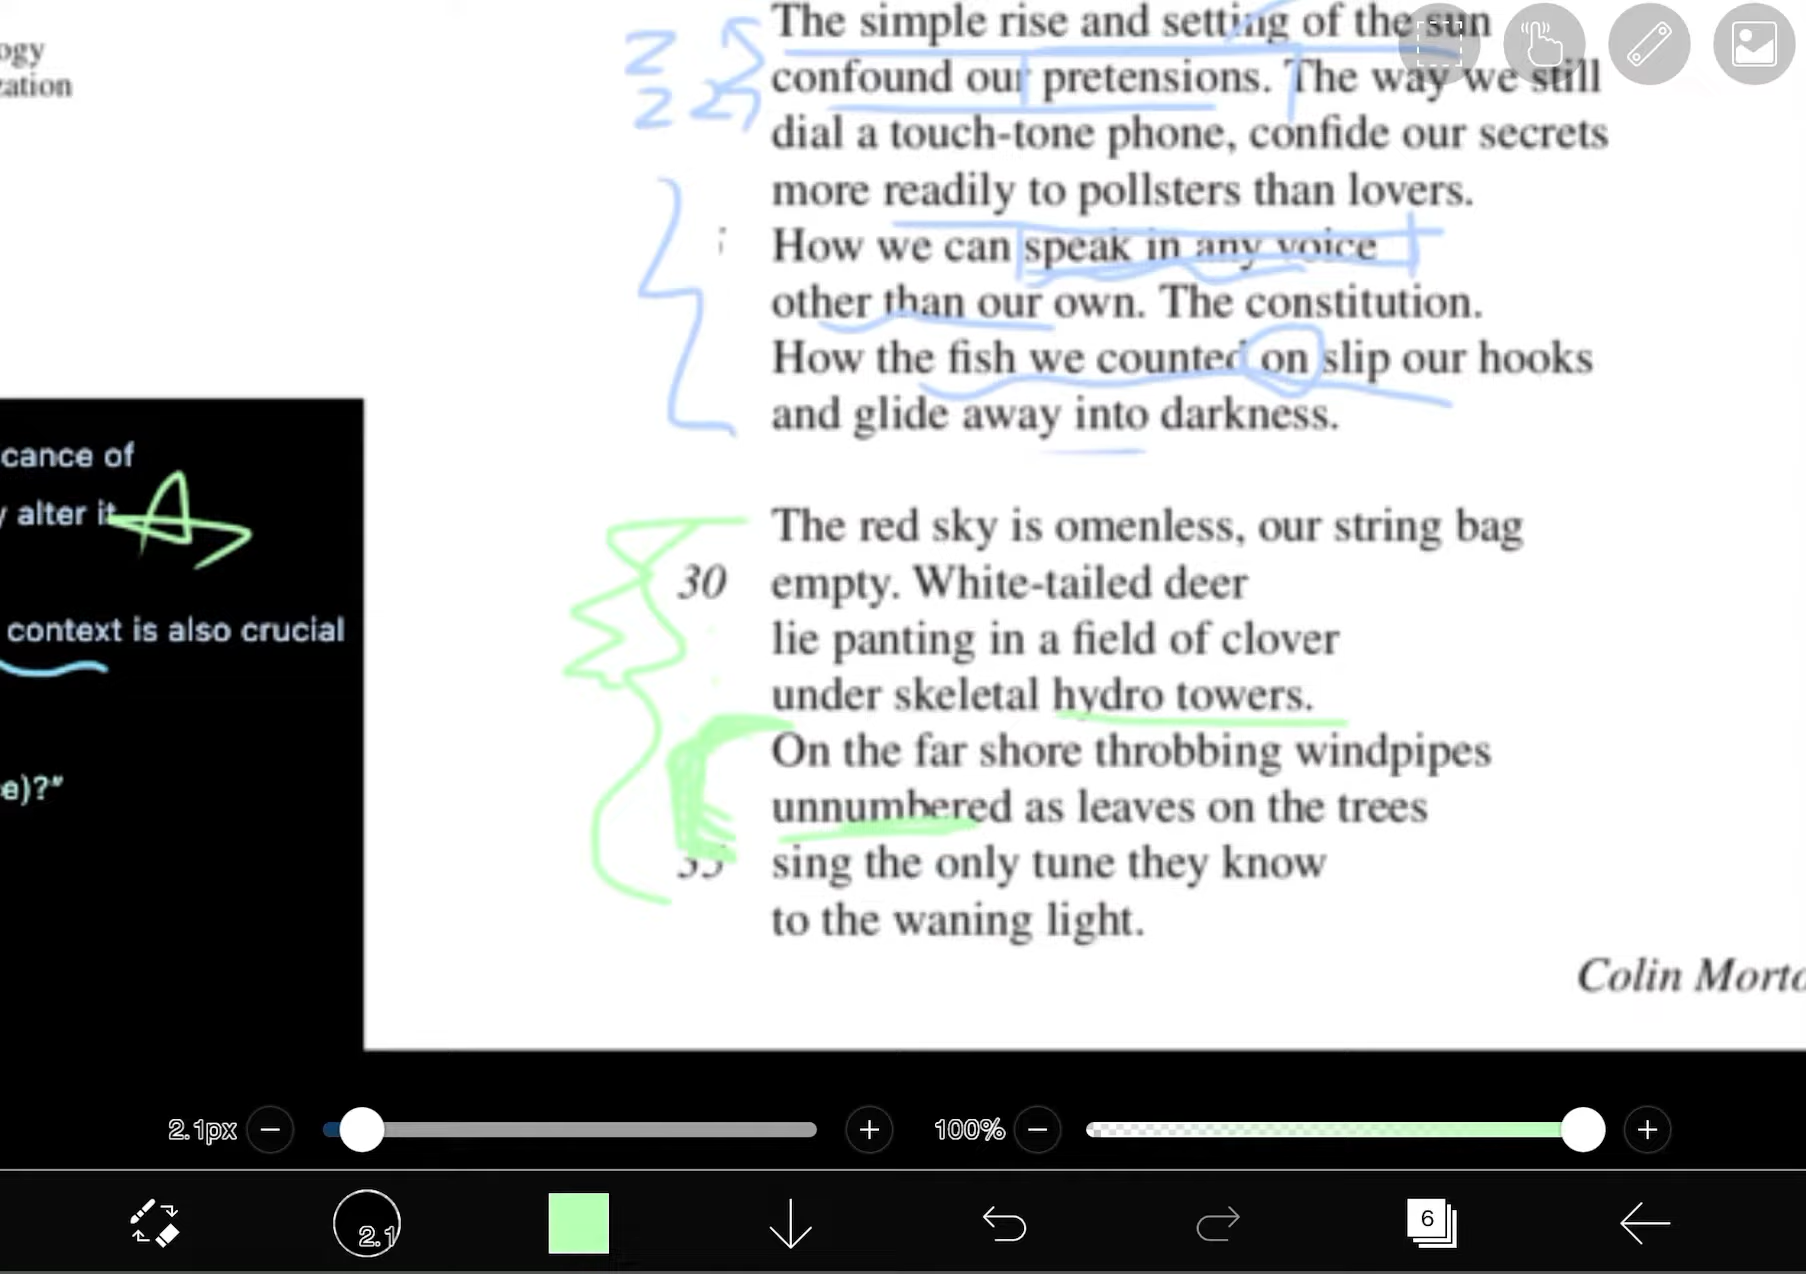 ogy
zation
The simple rise and setting of the sun
confound our pretensions. The way we still
dial a touch-tone phone, confide our secrets
more readily to pollsters than lovers.
How we can speak in any voice
other than our own. The constitution.
How the fish we counted on slip our hooks
and glide away into darkness.
cance of
y alter it
context is also crucial
e)?"
The red sky is omenless, our string bag
30 empty. White-tailed deer
lie panting in a field of clover
under skeletal hydro towers.
On the far shore throbbing windpipes
unnumbered as leaves on the trees
35 sing the only tune they know
to the waning light.
Colin Morto
2.1px
100%
2.1
6